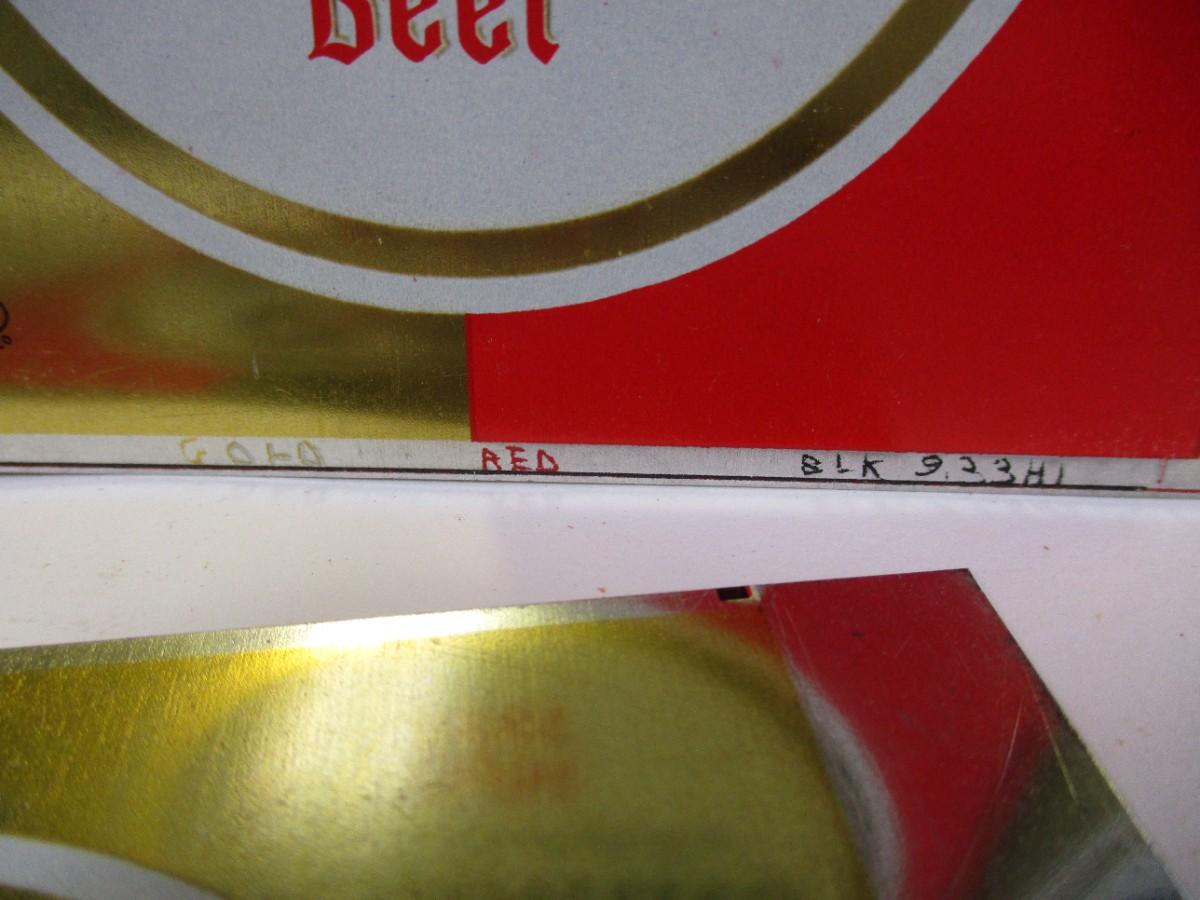 Beer
GOLD RED BLK 9.23H1